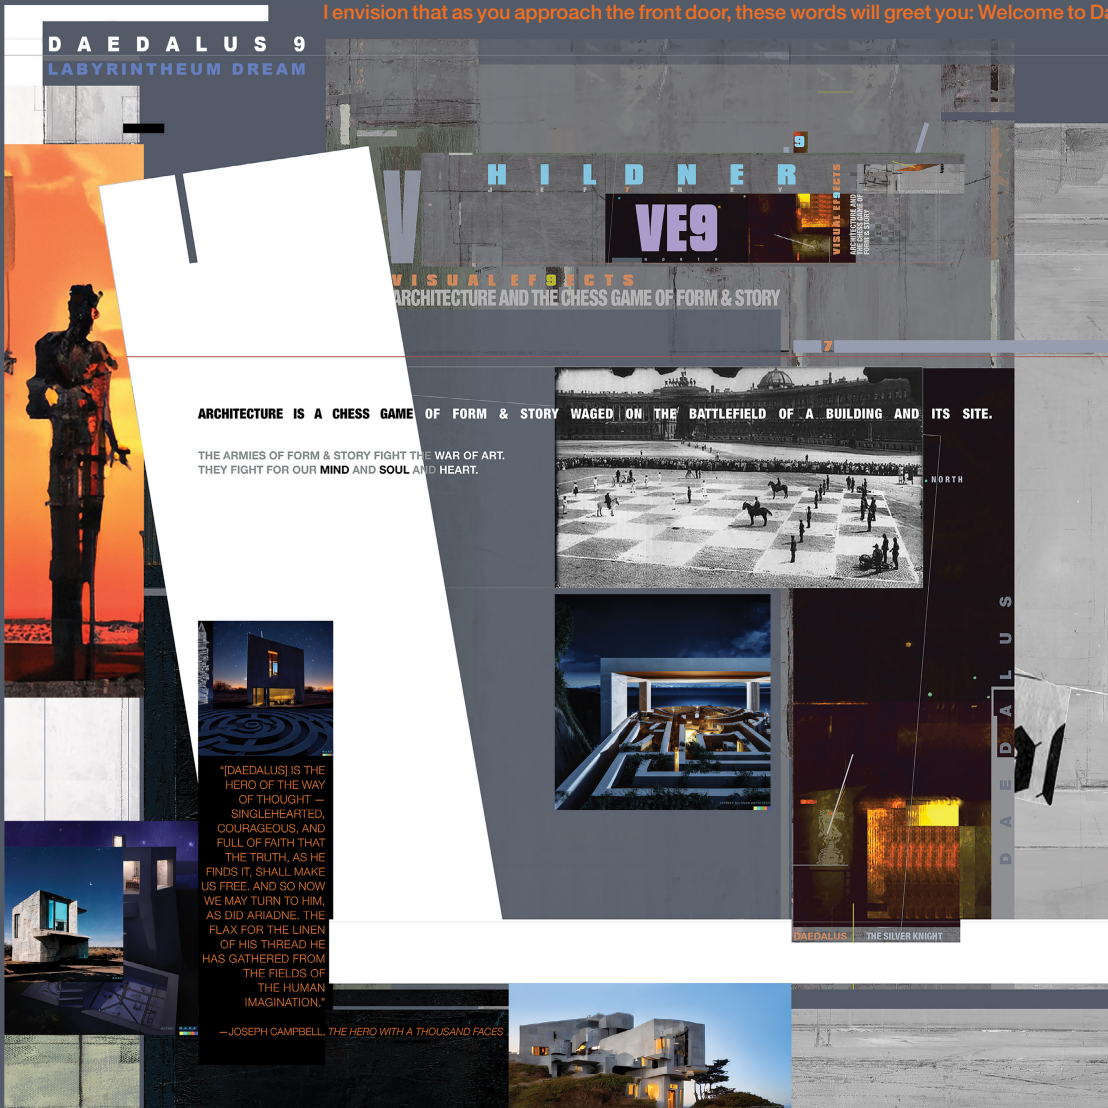 I envision that as you approach the front door, these words will greet you: Welcome to Da
DAEDALUS 9
LABYRINTHEUM DREAM
9
HILDNER
JEF7REY
VE9
NORTH
VISUAL EF9ECTS
ARCHITECTURE AND
THE CHESS GAME OF
FORM & STORY
V
VISUAL EF9ECTS
ARCHITECTURE AND THE CHESS GAME OF FORM & STORY
7
ARCHITECTURE IS A CHESS GAME OF FORM & STORY WAGED ON THE BATTLEFIELD OF A BUILDING AND ITS SITE.
THE ARMIES OF FORM & STORY FIGHT THE WAR OF ART.
THEY FIGHT FOR OUR MIND AND SOUL AND HEART.
NORTH
DAEDALUS
“[DAEDALUS] IS THE
HERO OF THE WAY
OF THOUGHT —
SINGLEHEARTED,
COURAGEOUS, AND
FULL OF FAITH THAT
THE TRUTH, AS HE
FINDS IT, SHALL MAKE
US FREE. AND SO NOW
WE MAY TURN TO HIM,
AS DID ARIADNE. THE
FLAX FOR THE LINEN
OF HIS THREAD HE
HAS GATHERED FROM
THE FIELDS OF
THE HUMAN
IMAGINATION.”
—JOSEPH CAMPBELL, THE HERO WITH A THOUSAND FACES
DAEDALUS
THE SILVER KNIGHT